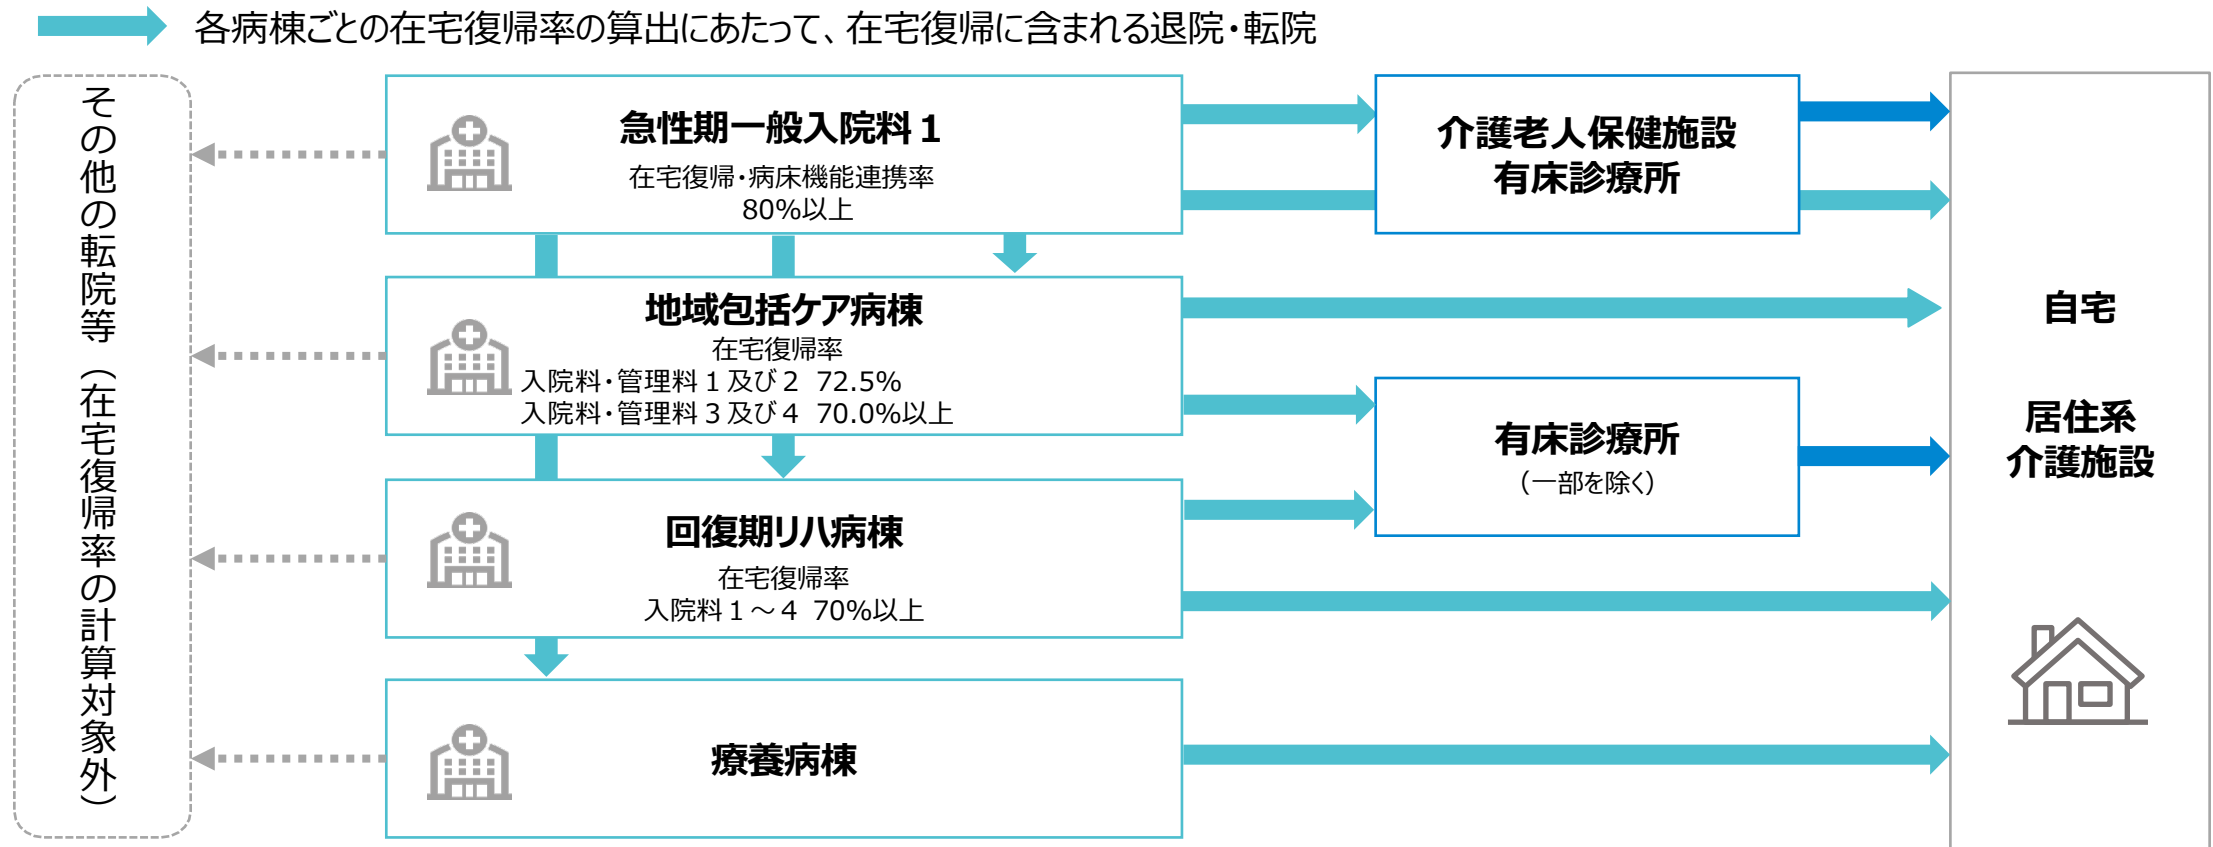 各病棟ごとの在宅復帰率の算出にあたって、在宅復帰に含まれる退院・転院
その他の転院等（在宅復帰率の計算対象外）
急性期一般入院料１
在宅復帰・病床機能連携率
80%以上
介護老人保健施設
有床診療所
地域包括ケア病棟
在宅復帰率
入院料・管理料１及び２ 72.5%
入院料・管理料３及び４ 70.0%以上
有床診療所
（一部を除く）
回復期リハ病棟
在宅復帰率
入院料１～４ 70%以上
療養病棟
自宅
居住系
介護施設